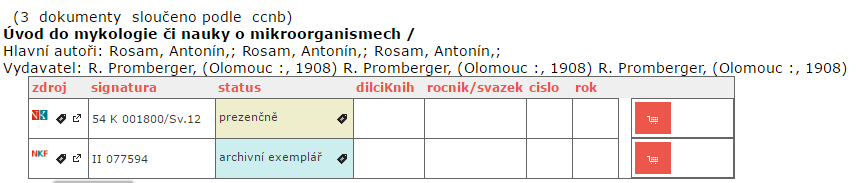 (3 dokumenty sloučeno podle ccnb)
Úvod do mykologie či nauky o mikroorganismech /
Hlavní autoři: Rosam, Antonín,; Rosam, Antonín,; Rosam, Antonín,;
Vydavatel: R. Promberger, (Olomouc :, 1908) R. Promberger, (Olomouc :, 1908) R. Promberger, (Olomouc :, 1908)
zdroj signatura status dilciKnih rocnik/svazek cislo rok
NK 54 K 001800/Sv.12 prezenčně
NKF II 077594 archivní exemplář